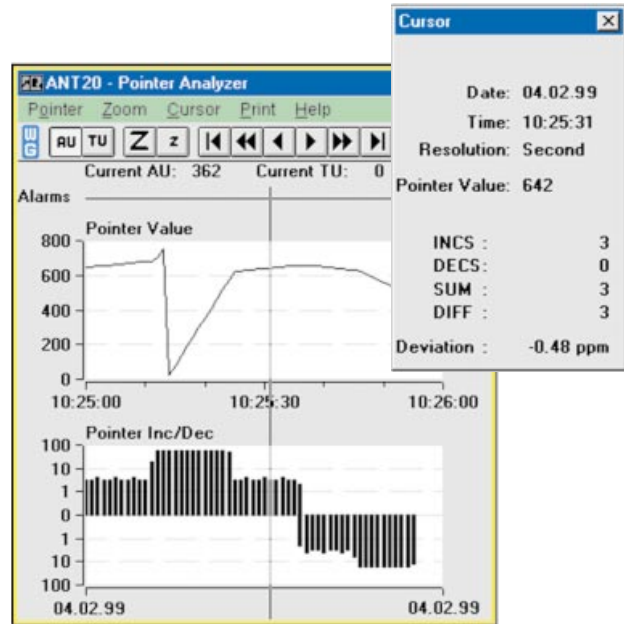 ANT20 - Pointer Analyzer
Pointer Zoom Cursor Print Help
WG AU TU Z z
Current AU: 362 Current TU: 0
Alarms
Pointer Value
800
600
400
200
0
10:25:00 10:25:30 10:26:00
Pointer Inc/Dec
100
10
1
0
1
10
100
04.02.99 04.02.99
Cursor
Date: 04.02.99
Time: 10:25:31
Resolution: Second
Pointer Value: 642
INCS : 3
DECS: 0
SUM : 3
DIFF : 3
Deviation : -0.48 ppm